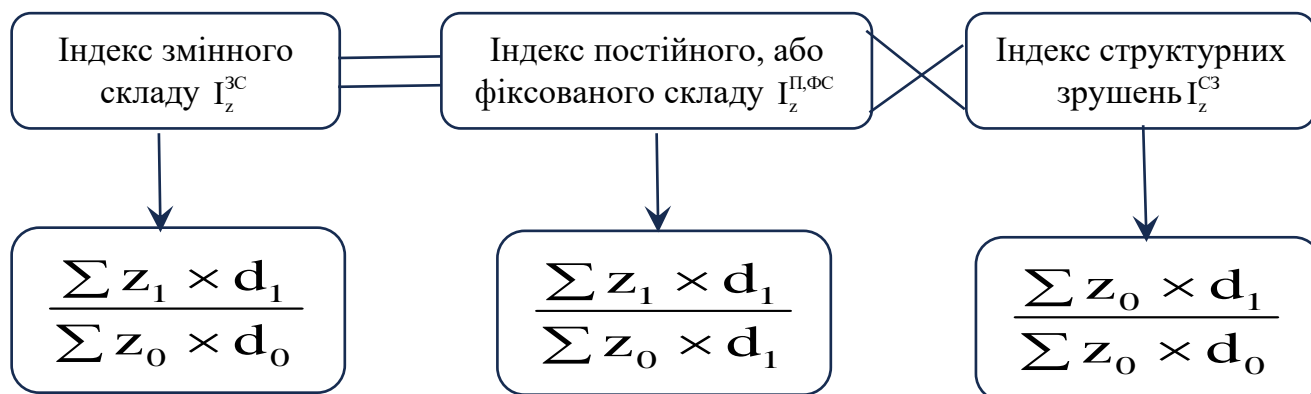 Індекс змінного
складу I_z^ЗС
Індекс постійного, або
фіксованого складу I_z^П,ФС
Індекс структурних
зрушень I_z^СЗ
∑ z₁ × d₁
∑ z₀ × d₀
∑ z₁ × d₁
∑ z₀ × d₁
∑ z₀ × d₁
∑ z₀ × d₀